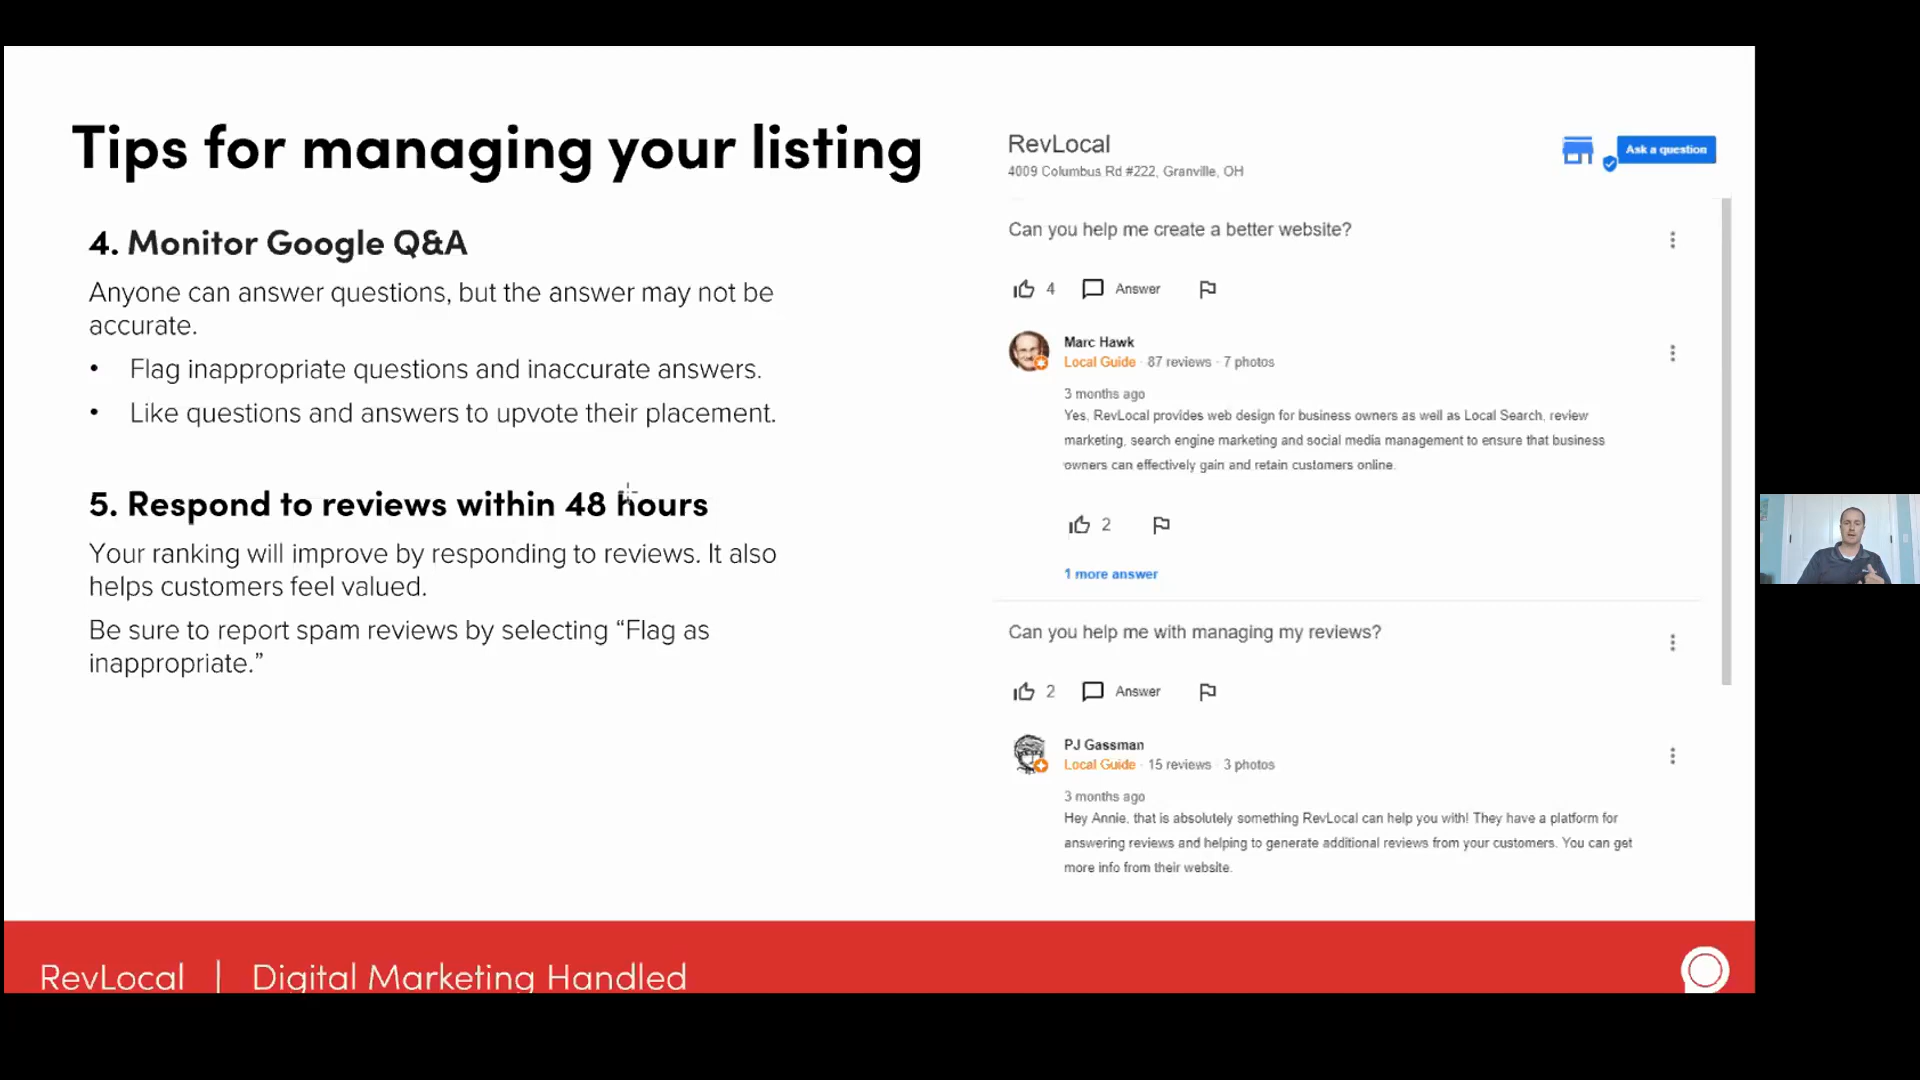 Tips for managing your listing
4. Monitor Google Q&A
Anyone can answer questions, but the answer may not be
accurate.
• Flag inappropriate questions and inaccurate answers.
• Like questions and answers to upvote their placement.
5. Respond to reviews within 48 hours
Your ranking will improve by responding to reviews. It also
helps customers feel valued.
Be sure to report spam reviews by selecting “Flag as
inappropriate.”
RevLocal
4009 Columbus Rd #222, Granville, OH
Ask a question
Can you help me create a better website?
4 Answer
Marc Hawk
Local Guide · 87 reviews · 7 photos
3 months ago
Yes, RevLocal provides web design for business owners as well as Local Search, review
marketing, search engine marketing and social media management to ensure that business
owners can effectively gain and retain customers online.
2
1 more answer
Can you help me with managing my reviews?
2 Answer
PJ Gassman
Local Guide · 15 reviews · 3 photos
3 months ago
Hey Annie, that is absolutely something RevLocal can help you with! They have a platform for
answering reviews and helping to generate additional reviews from your customers. You can get
more info from their website.
RevLocal | Digital Marketing Handled